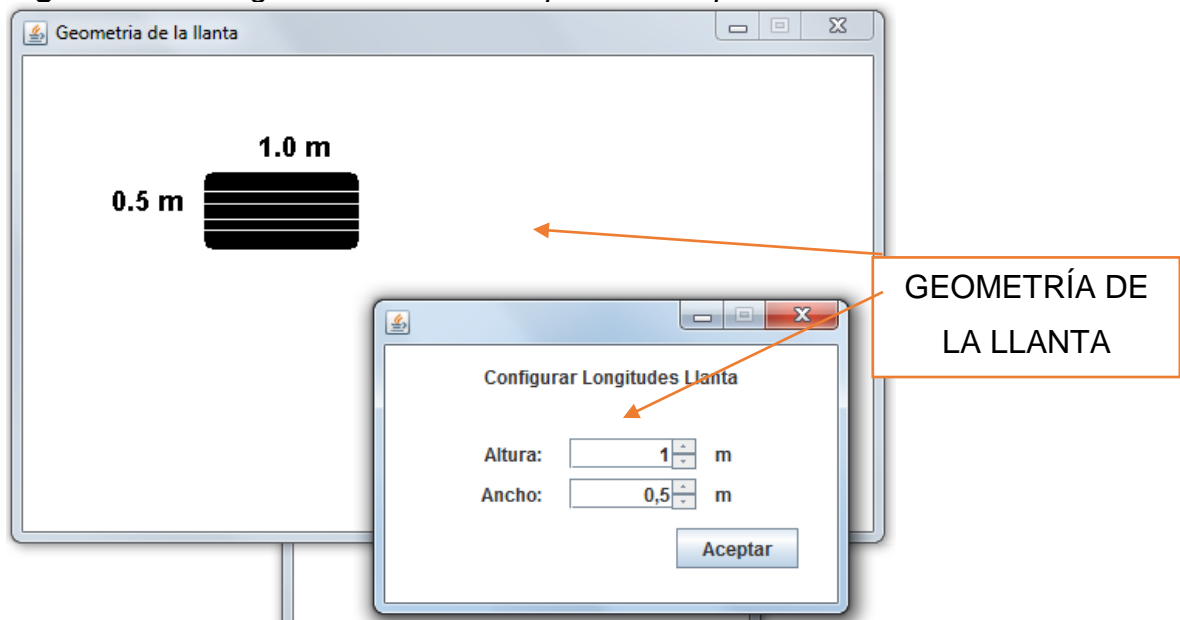 Geometria de la llanta
1.0 m
0.5 m
GEOMETRÍA DE
LA LLANTA
Configurar Longitudes Llanta
Altura: 1 m
Ancho: 0,5 m
Aceptar